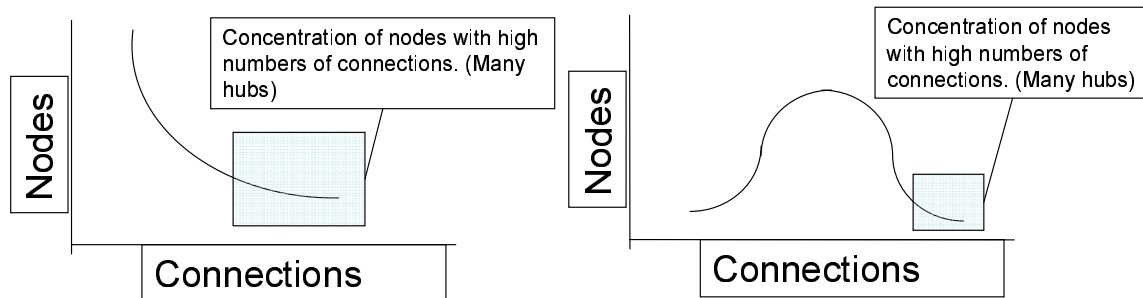 Concentration of nodes with high
numbers of connections. (Many
hubs)
Nodes
Connections
Concentration of nodes
with high numbers of
connections. (Many hubs)
Nodes
Connections